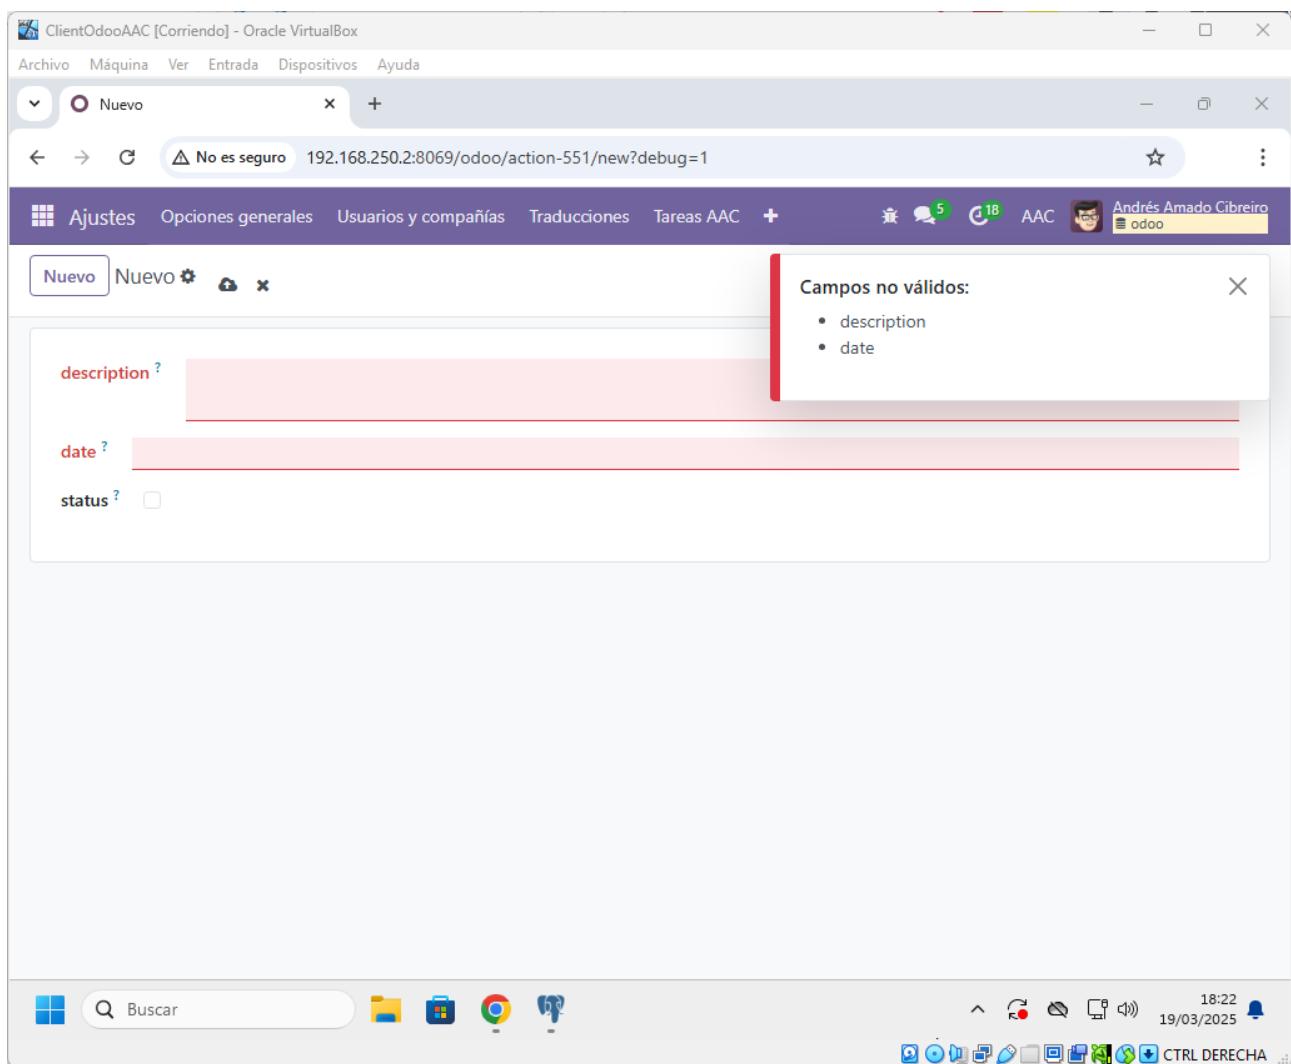 ClientOdooAAC [Corriendo] - Oracle VirtualBox
Archivo Máquina Ver Entrada Dispositivos Ayuda
Nuevo
No es seguro 192.168.250.2:8069/odoo/action-551/new?debug=1
Ajustes Opciones generales Usuarios y compañías Traducciones Tareas AAC + 5 18 AAC Andrés Amado Cibreiro
odoo
Nuevo Nuevo
Campos no válidos:
• description
• date
description ?
date ?
status ?
Buscar
18:22
19/03/2025
CTRL DERECHA